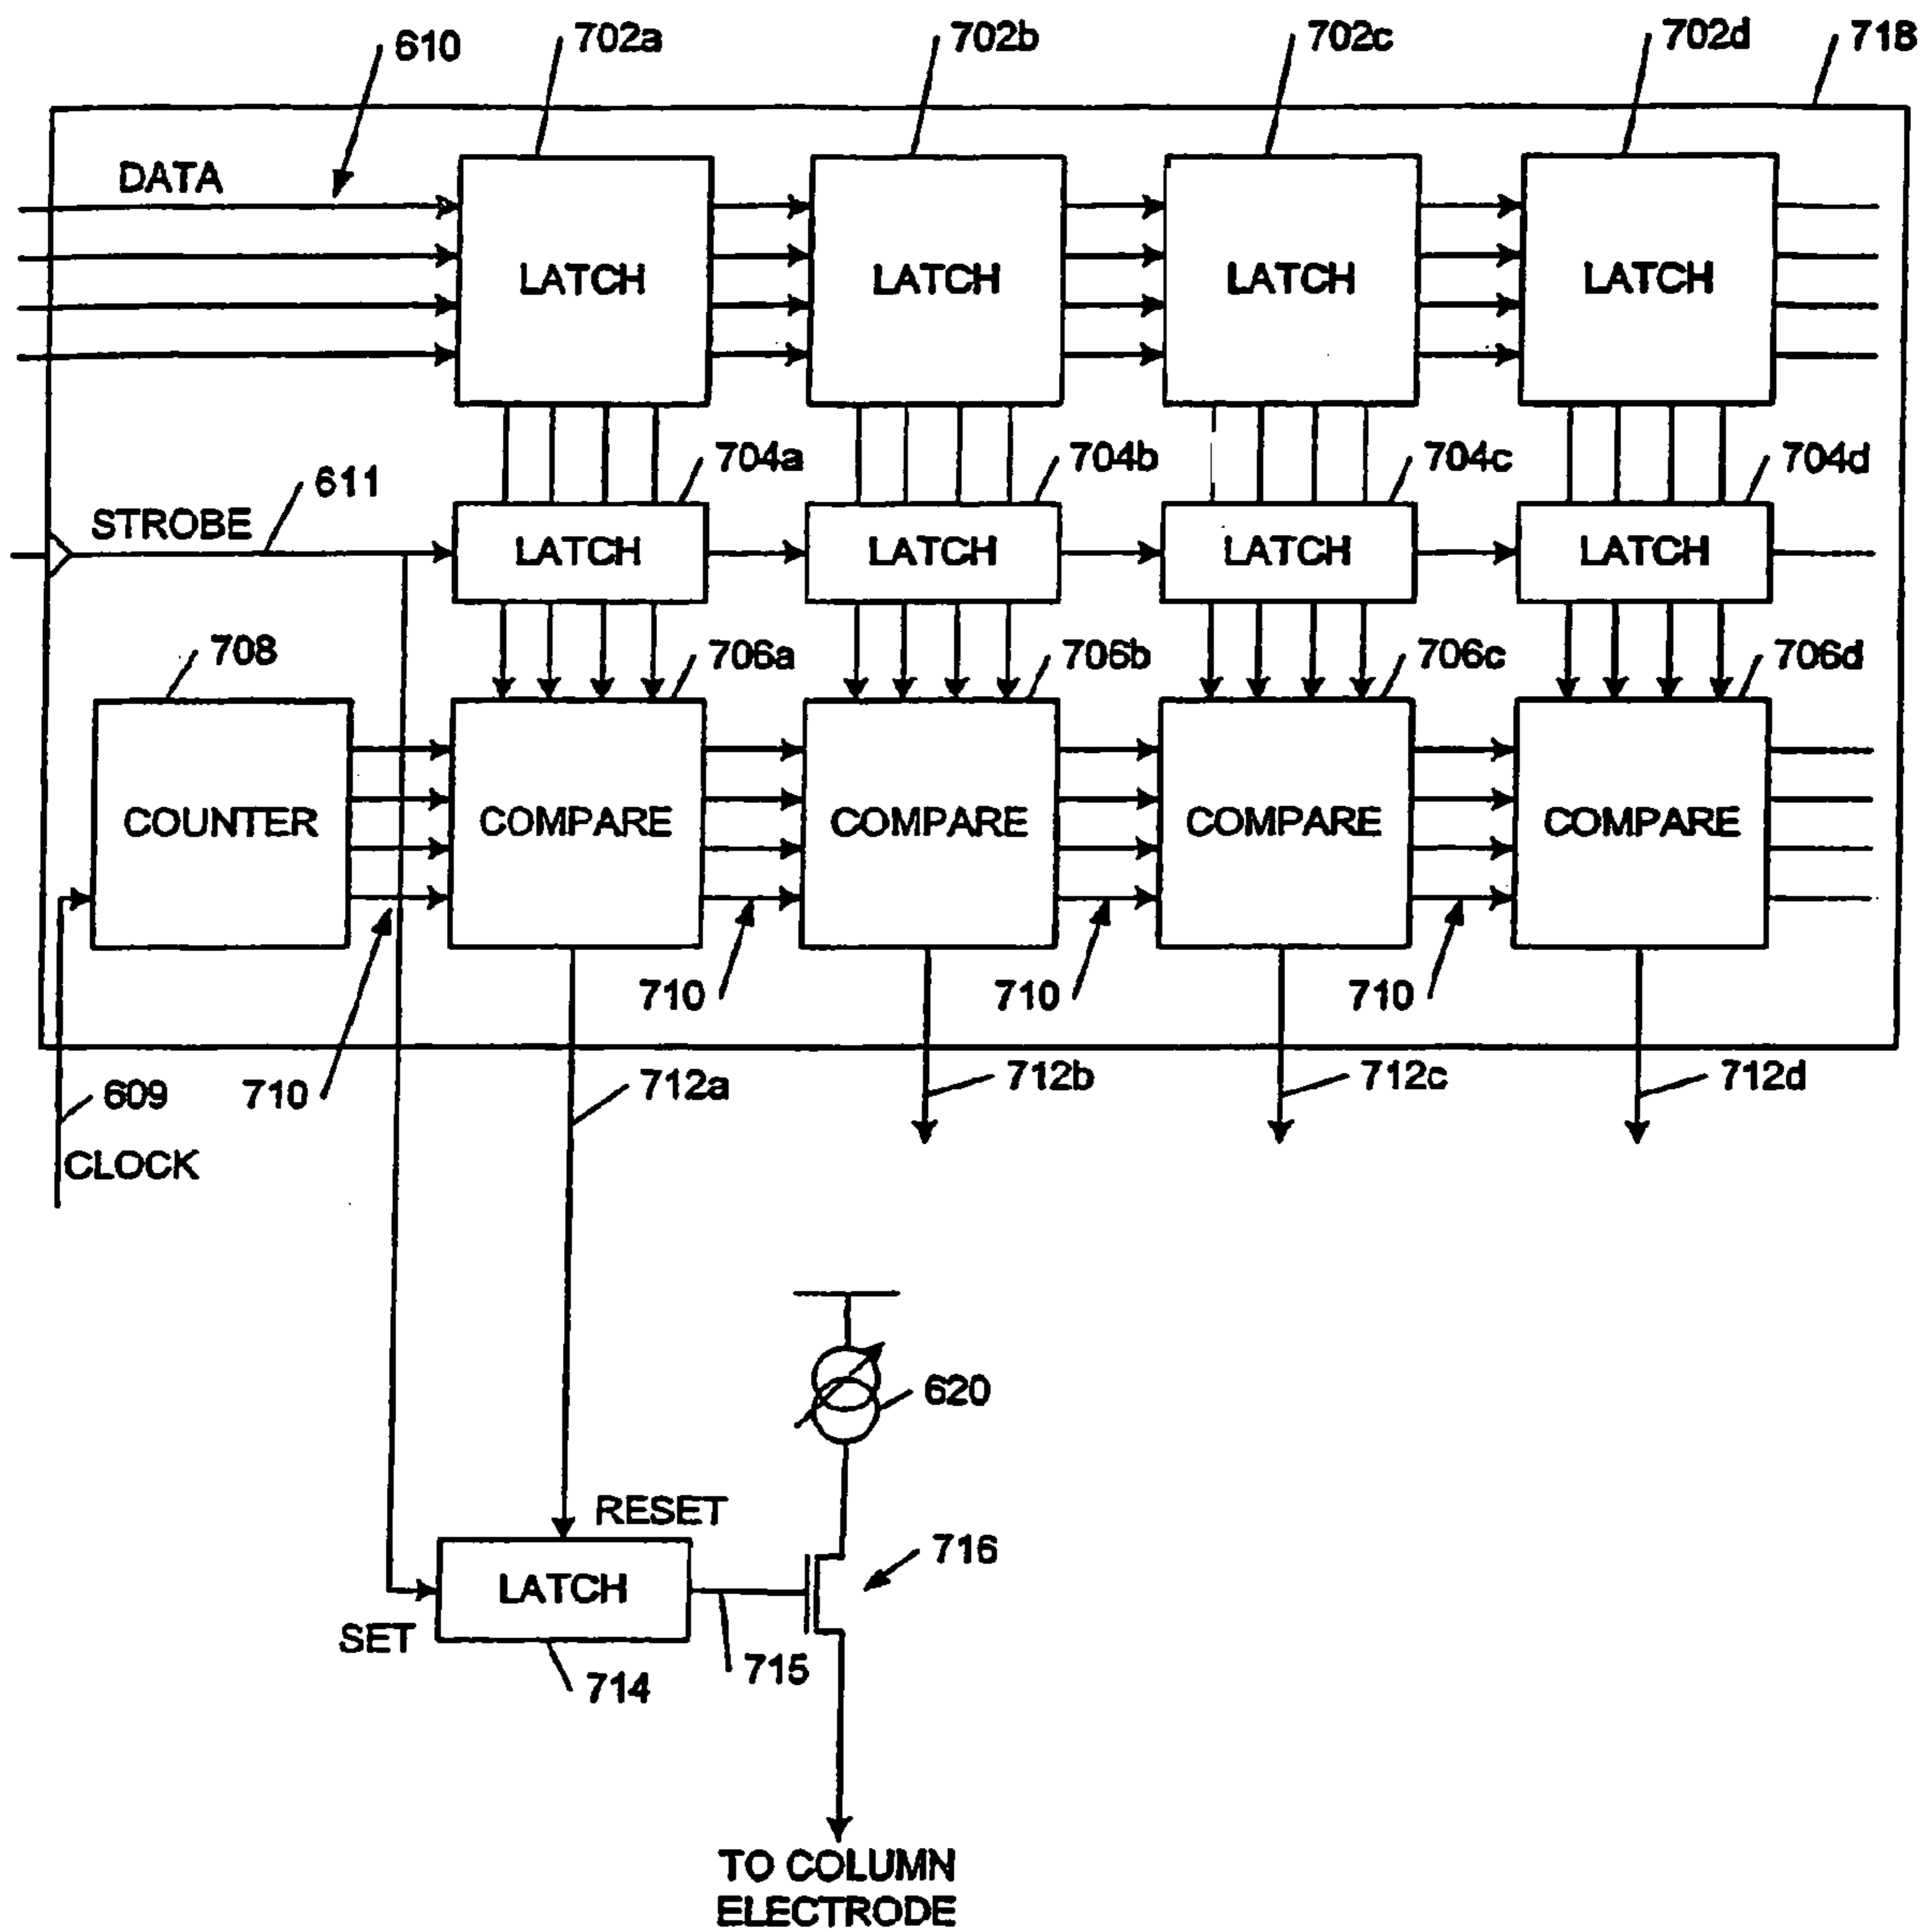 610
702a
702b
702c
702d
718
DATA
LATCH
LATCH
LATCH
LATCH
704a
704b
704c
704d
611
STROBE
LATCH
LATCH
LATCH
LATCH
708
706a
706b
706c
706d
COUNTER
COMPARE
COMPARE
COMPARE
COMPARE
710
710
710
609
710
712a
712b
712c
712d
CLOCK
620
RESET
716
LATCH
SET
715
714
TO COLUMN
ELECTRODE